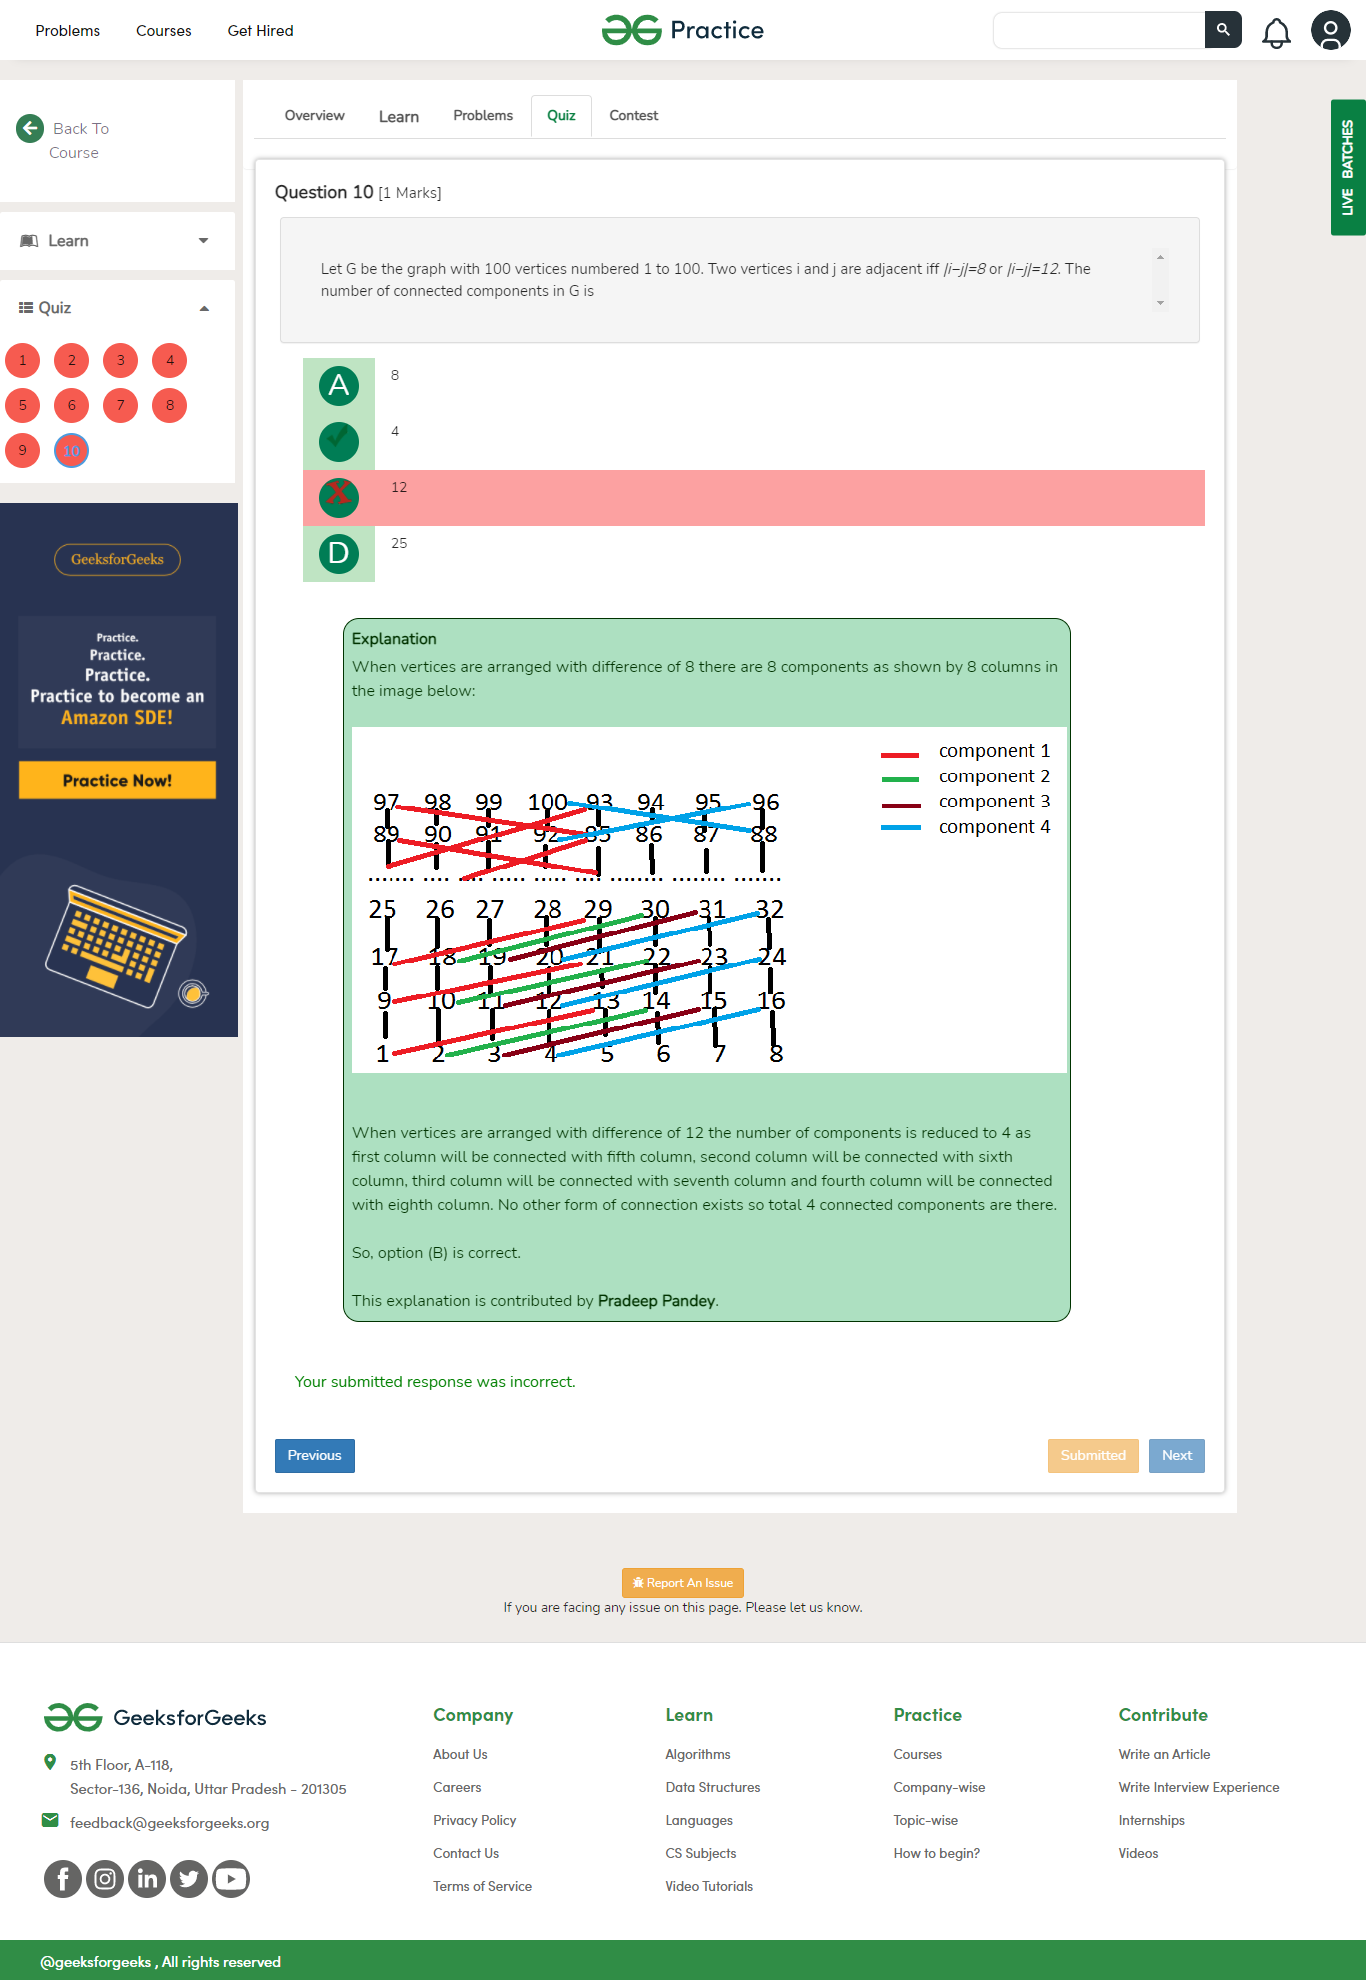 Problems Courses Get Hired
Practice
Back To
Course
Learn
Quiz
1 2 3 4
5 6 7 8
9 10
GeeksforGeeks
Practice.
Practice.
Practice.
Practice to become an
Amazon SDE!
Practice Now!
Overview Learn Problems Quiz Contest
LIVE BATCHES
Question 10 [1 Marks]
Let G be the graph with 100 vertices numbered 1 to 100. Two vertices i and j are adjacent iff |i−j|=8 or |i−j|=12. The
number of connected components in G is
A 8
4
X 12
D 25
Explanation
When vertices are arranged with difference of 8 there are 8 components as shown by 8 columns in
the image below:
component 1
component 2
component 3
component 4
97 98 99 100 93 94 95 96
89 90 91 92 85 86 87 88
....... .... .... ..... ..... .... ........ ........ .......
25 26 27 28 29 30 31 32
17 18 19 20 21 22 23 24
9 10 11 12 13 14 15 16
1 2 3 4 5 6 7 8
When vertices are arranged with difference of 12 the number of components is reduced to 4 as
first column will be connected with fifth column, second column will be connected with sixth
column, third column will be connected with seventh column and fourth column will be connected
with eighth column. No other form of connection exists so total 4 connected components are there.
So, option (B) is correct.
This explanation is contributed by Pradeep Pandey.
Your submitted response was incorrect.
Previous Submitted Next
Report An Issue
If you are facing any issue on this page. Please let us know.
GeeksforGeeks
5th Floor, A-118,
Sector-136, Noida, Uttar Pradesh - 201305
feedback@geeksforgeeks.org
Company
About Us
Careers
Privacy Policy
Contact Us
Terms of Service
Learn
Algorithms
Data Structures
Languages
CS Subjects
Video Tutorials
Practice
Courses
Company-wise
Topic-wise
How to begin?
Contribute
Write an Article
Write Interview Experience
Internships
Videos
@geeksforgeeks , All rights reserved